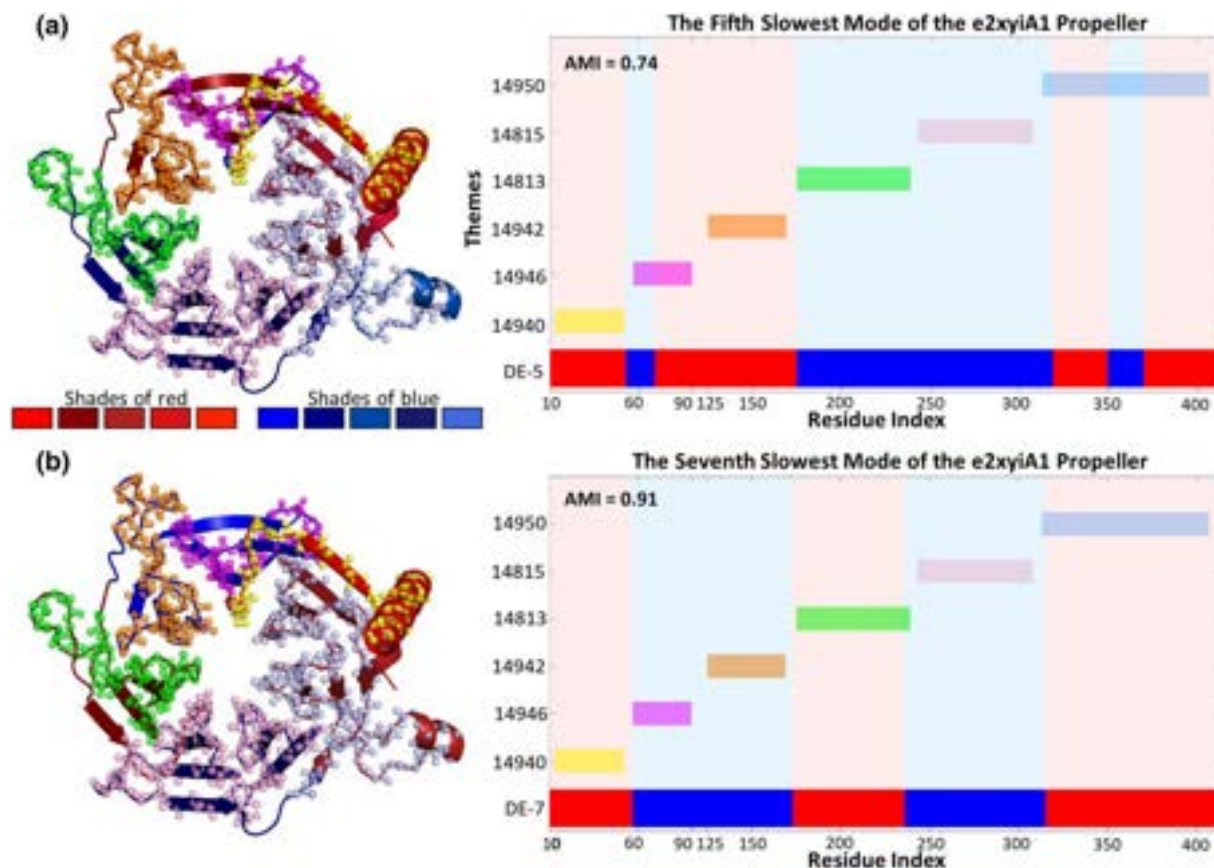 (a)
The Fifth Slowest Mode of the e2xyiA1 Propeller
AMI = 0.74
Themes
14950
14815
14813
14942
14946
14940
DE-5
10 60 90 125 150 200 250 300 350 400
Residue Index
Shades of red
Shades of blue
(b)
The Seventh Slowest Mode of the e2xyiA1 Propeller
AMI = 0.91
14950
14815
14813
14942
14946
14940
DE-7
10 60 90 125 150 200 250 300 350 400
Residue Index